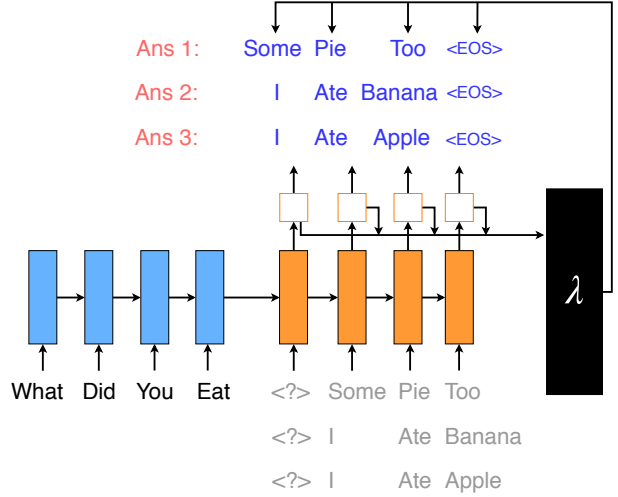 Ans 1: Some Pie Too <EOS>
Ans 2: I Ate Banana <EOS>
Ans 3: I Ate Apple <EOS>
λ
What Did You Eat <?> Some Pie Too
<?> I Ate Banana
<?> I Ate Apple